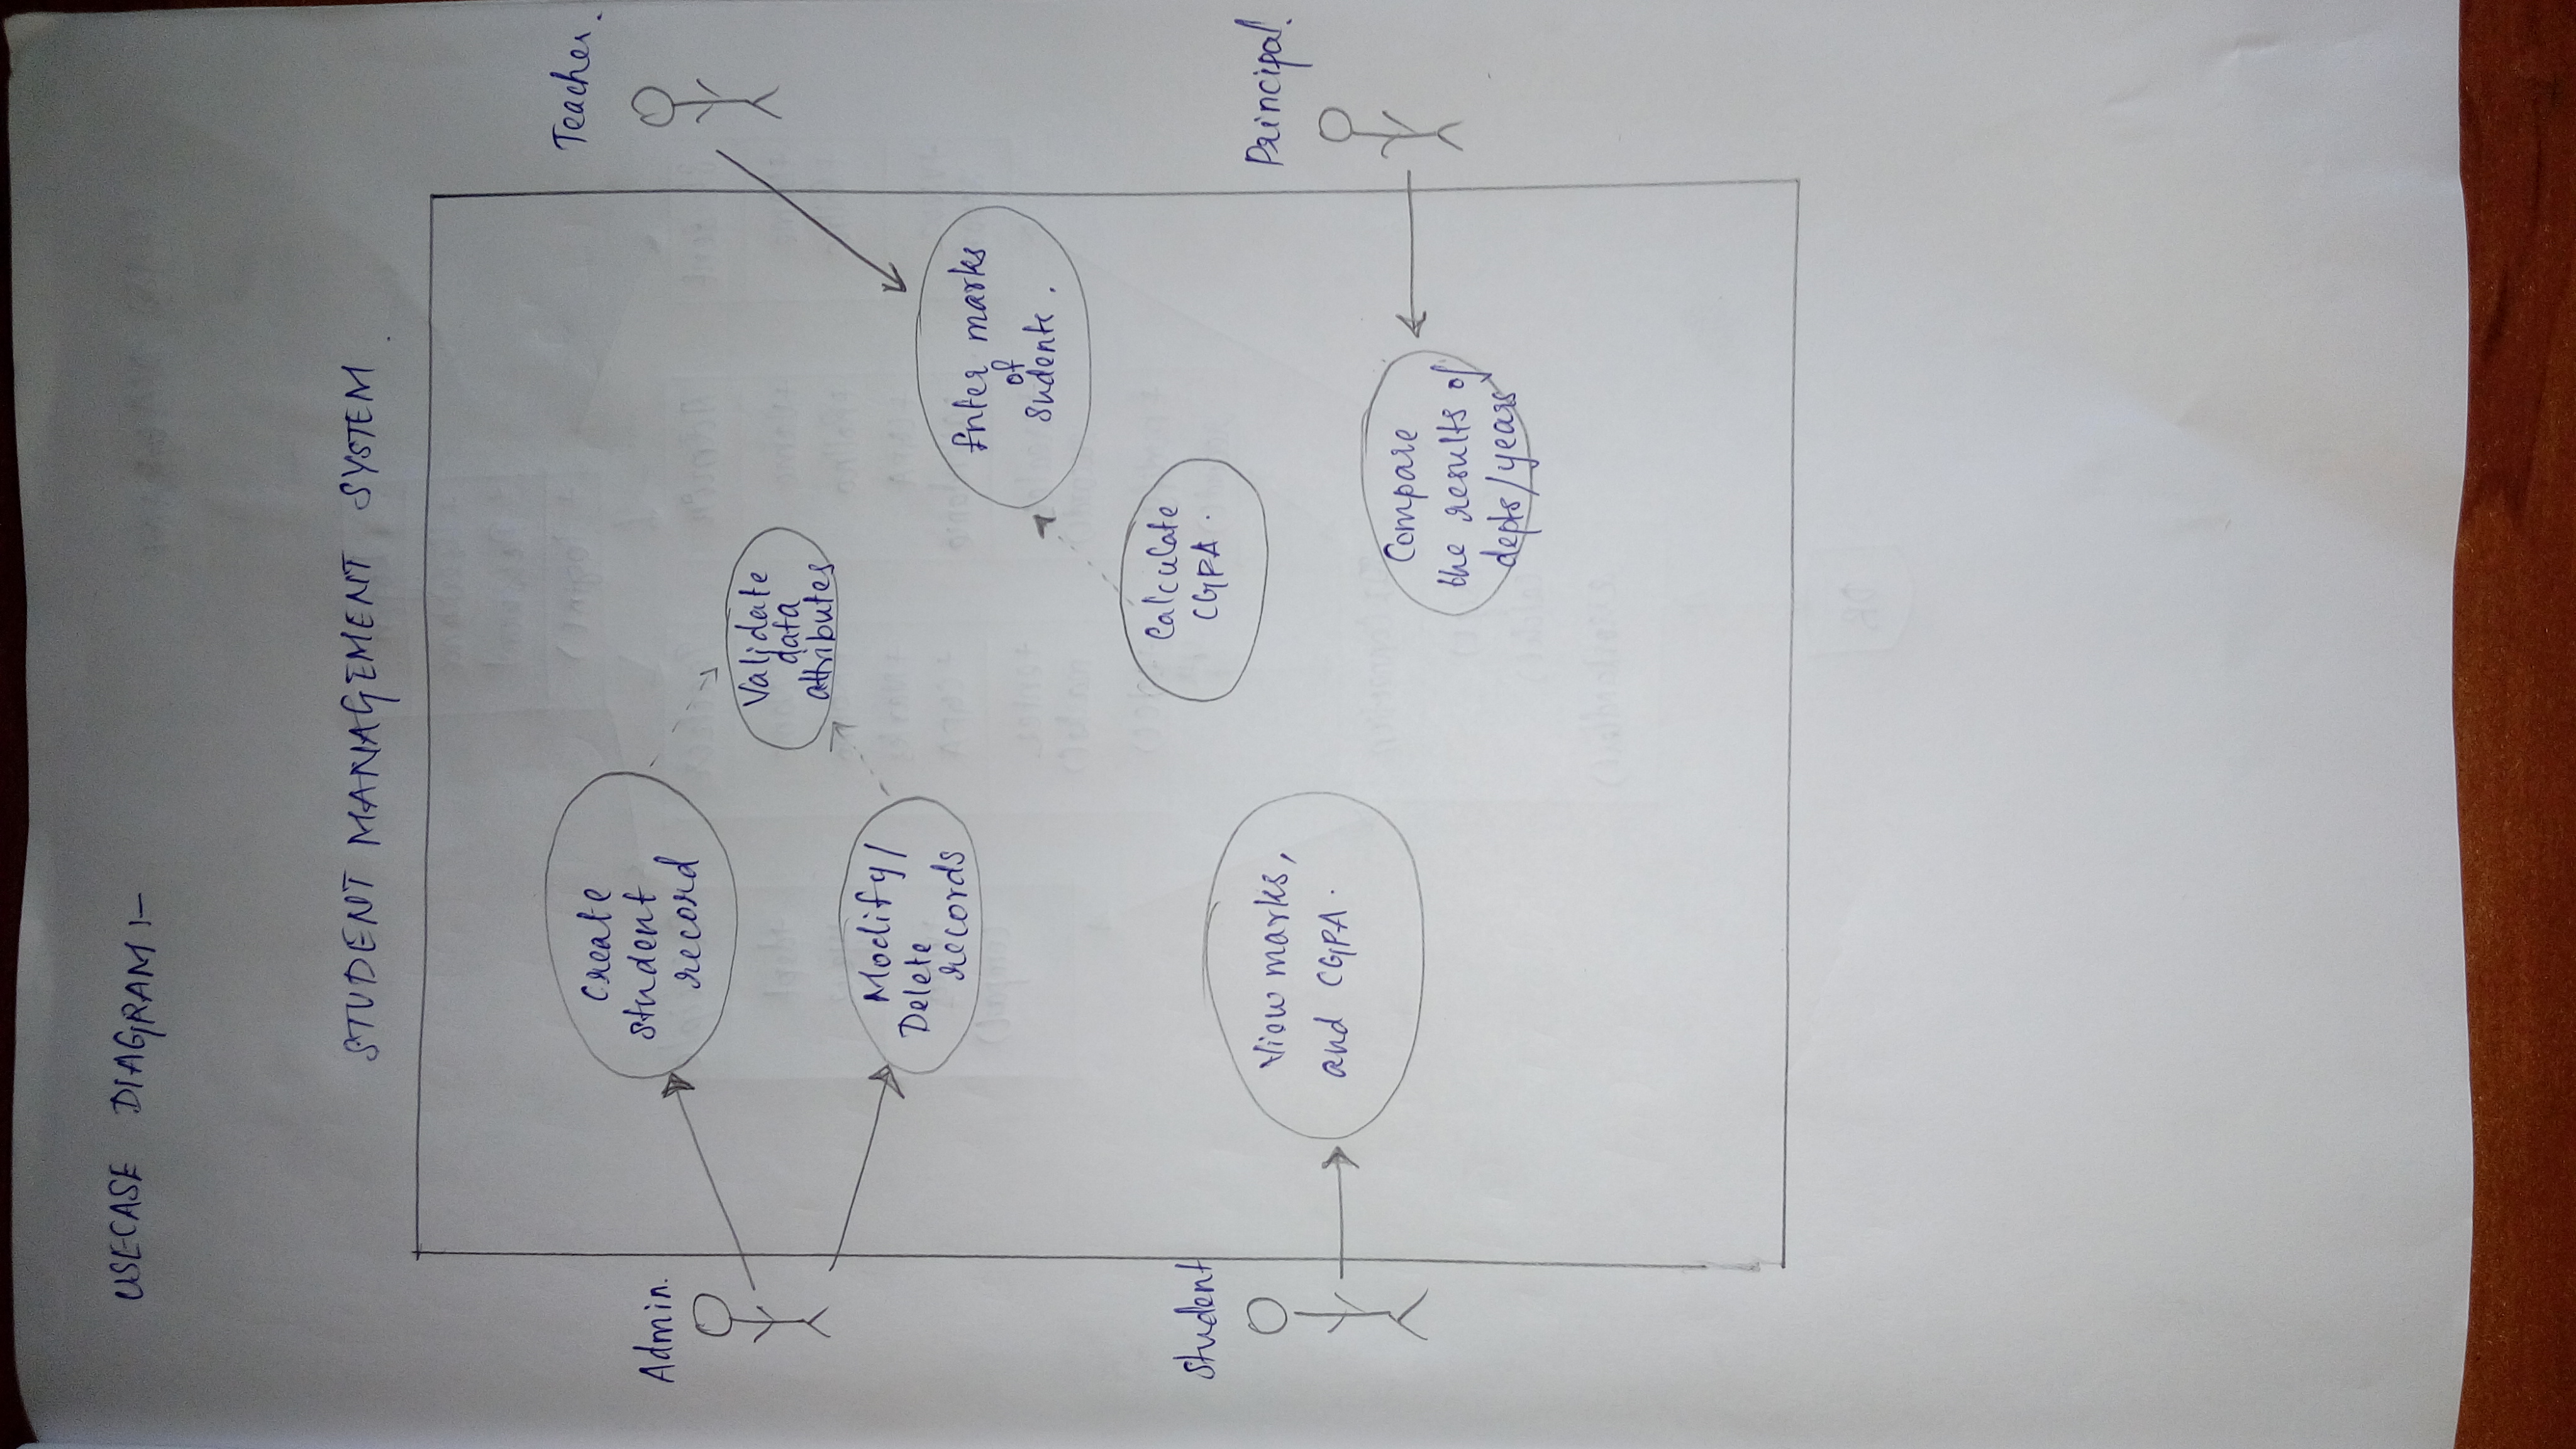 USECASE DIAGRAM :-
STUDENT MANAGEMENT SYSTEM
Teacher.
Admin.
Create
student
record
Validate
data
attributes
Enter marks
of
student.
Modify/
Delete
records
Calculate
CGPA.
Student
View marks,
and CGPA.
Principal.
Compare
the results of
depts/years